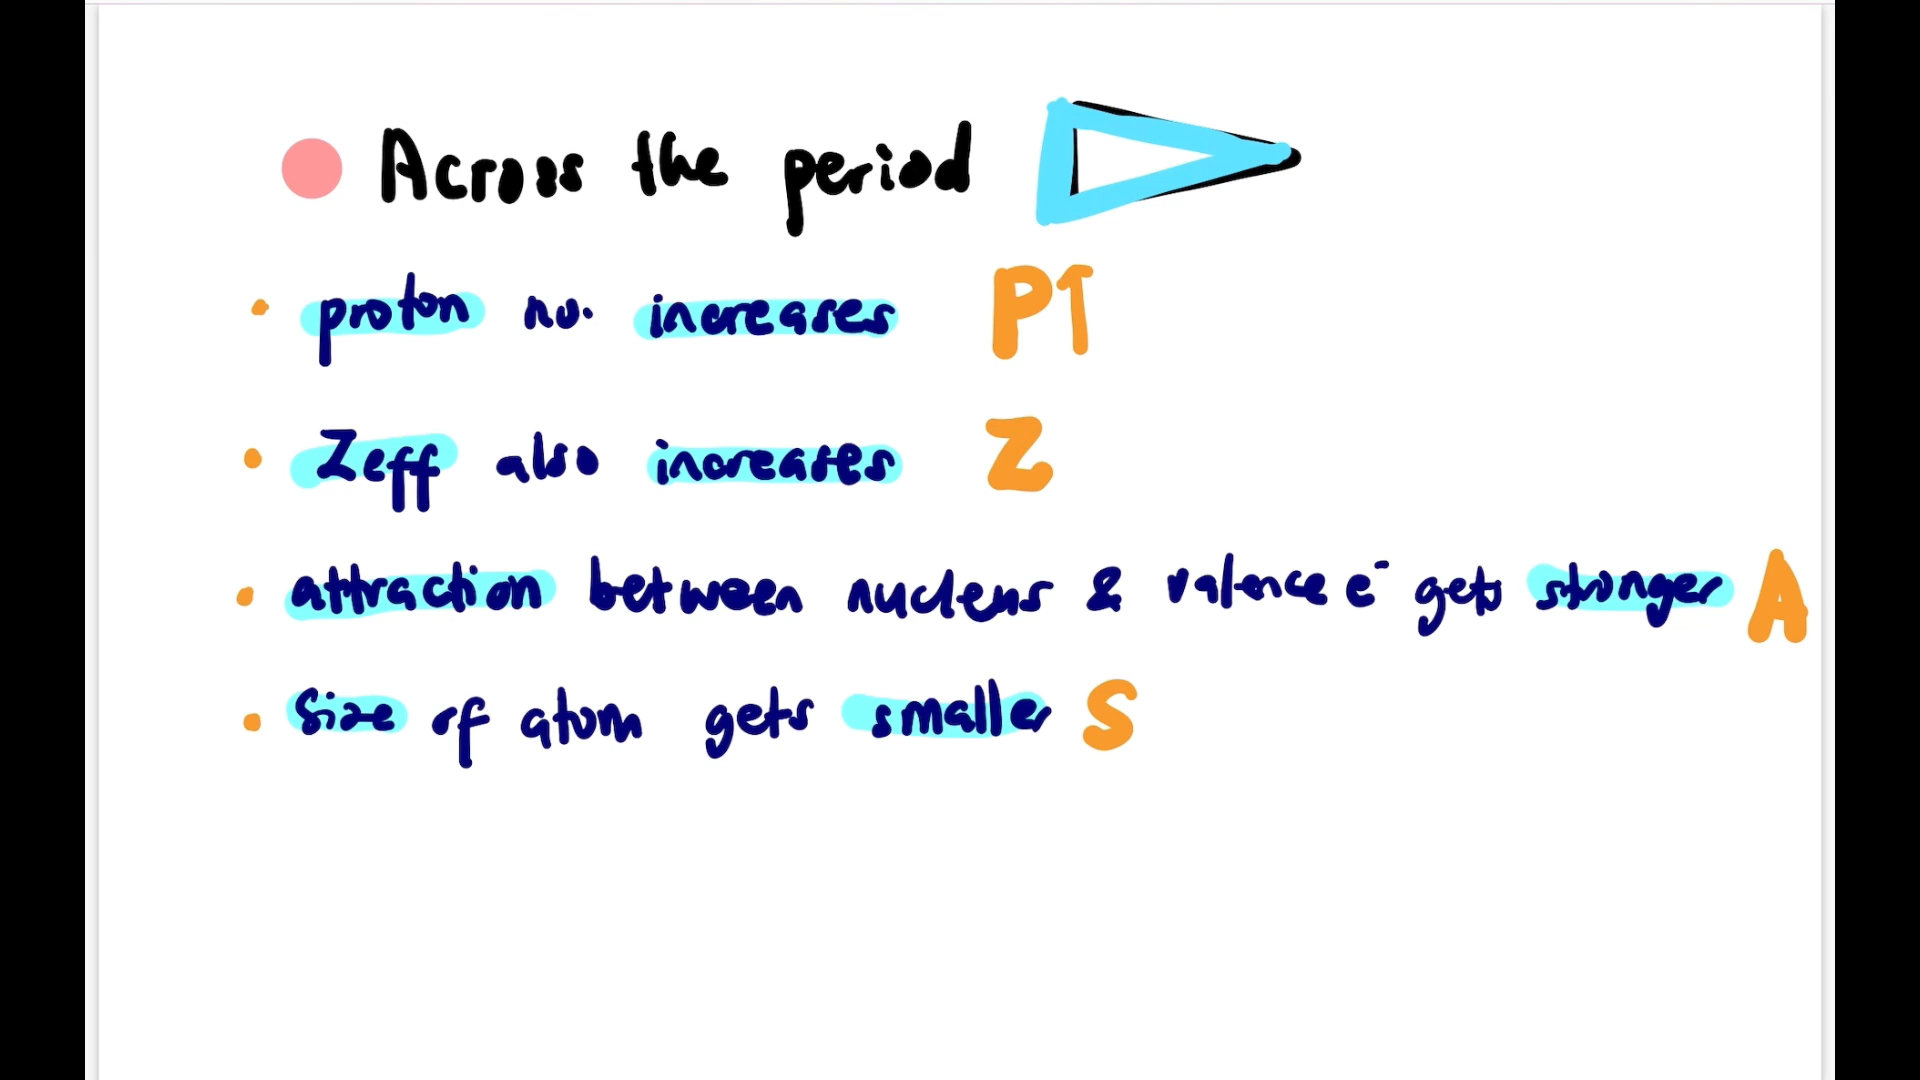 Across the period
• proton no. increases P↑
• Zeff also increases Z
• attraction between nucleus & valence e⁻ gets stronger A
• Size of atom gets smaller S